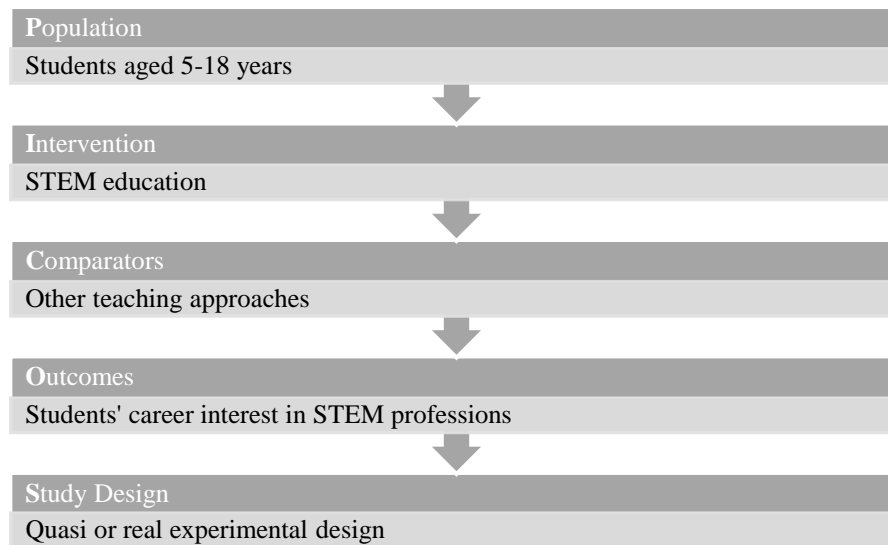 Population
Students aged 5-18 years
Intervention
STEM education
Comparators
Other teaching approaches
Outcomes
Students' career interest in STEM professions
Study Design
Quasi or real experimental design